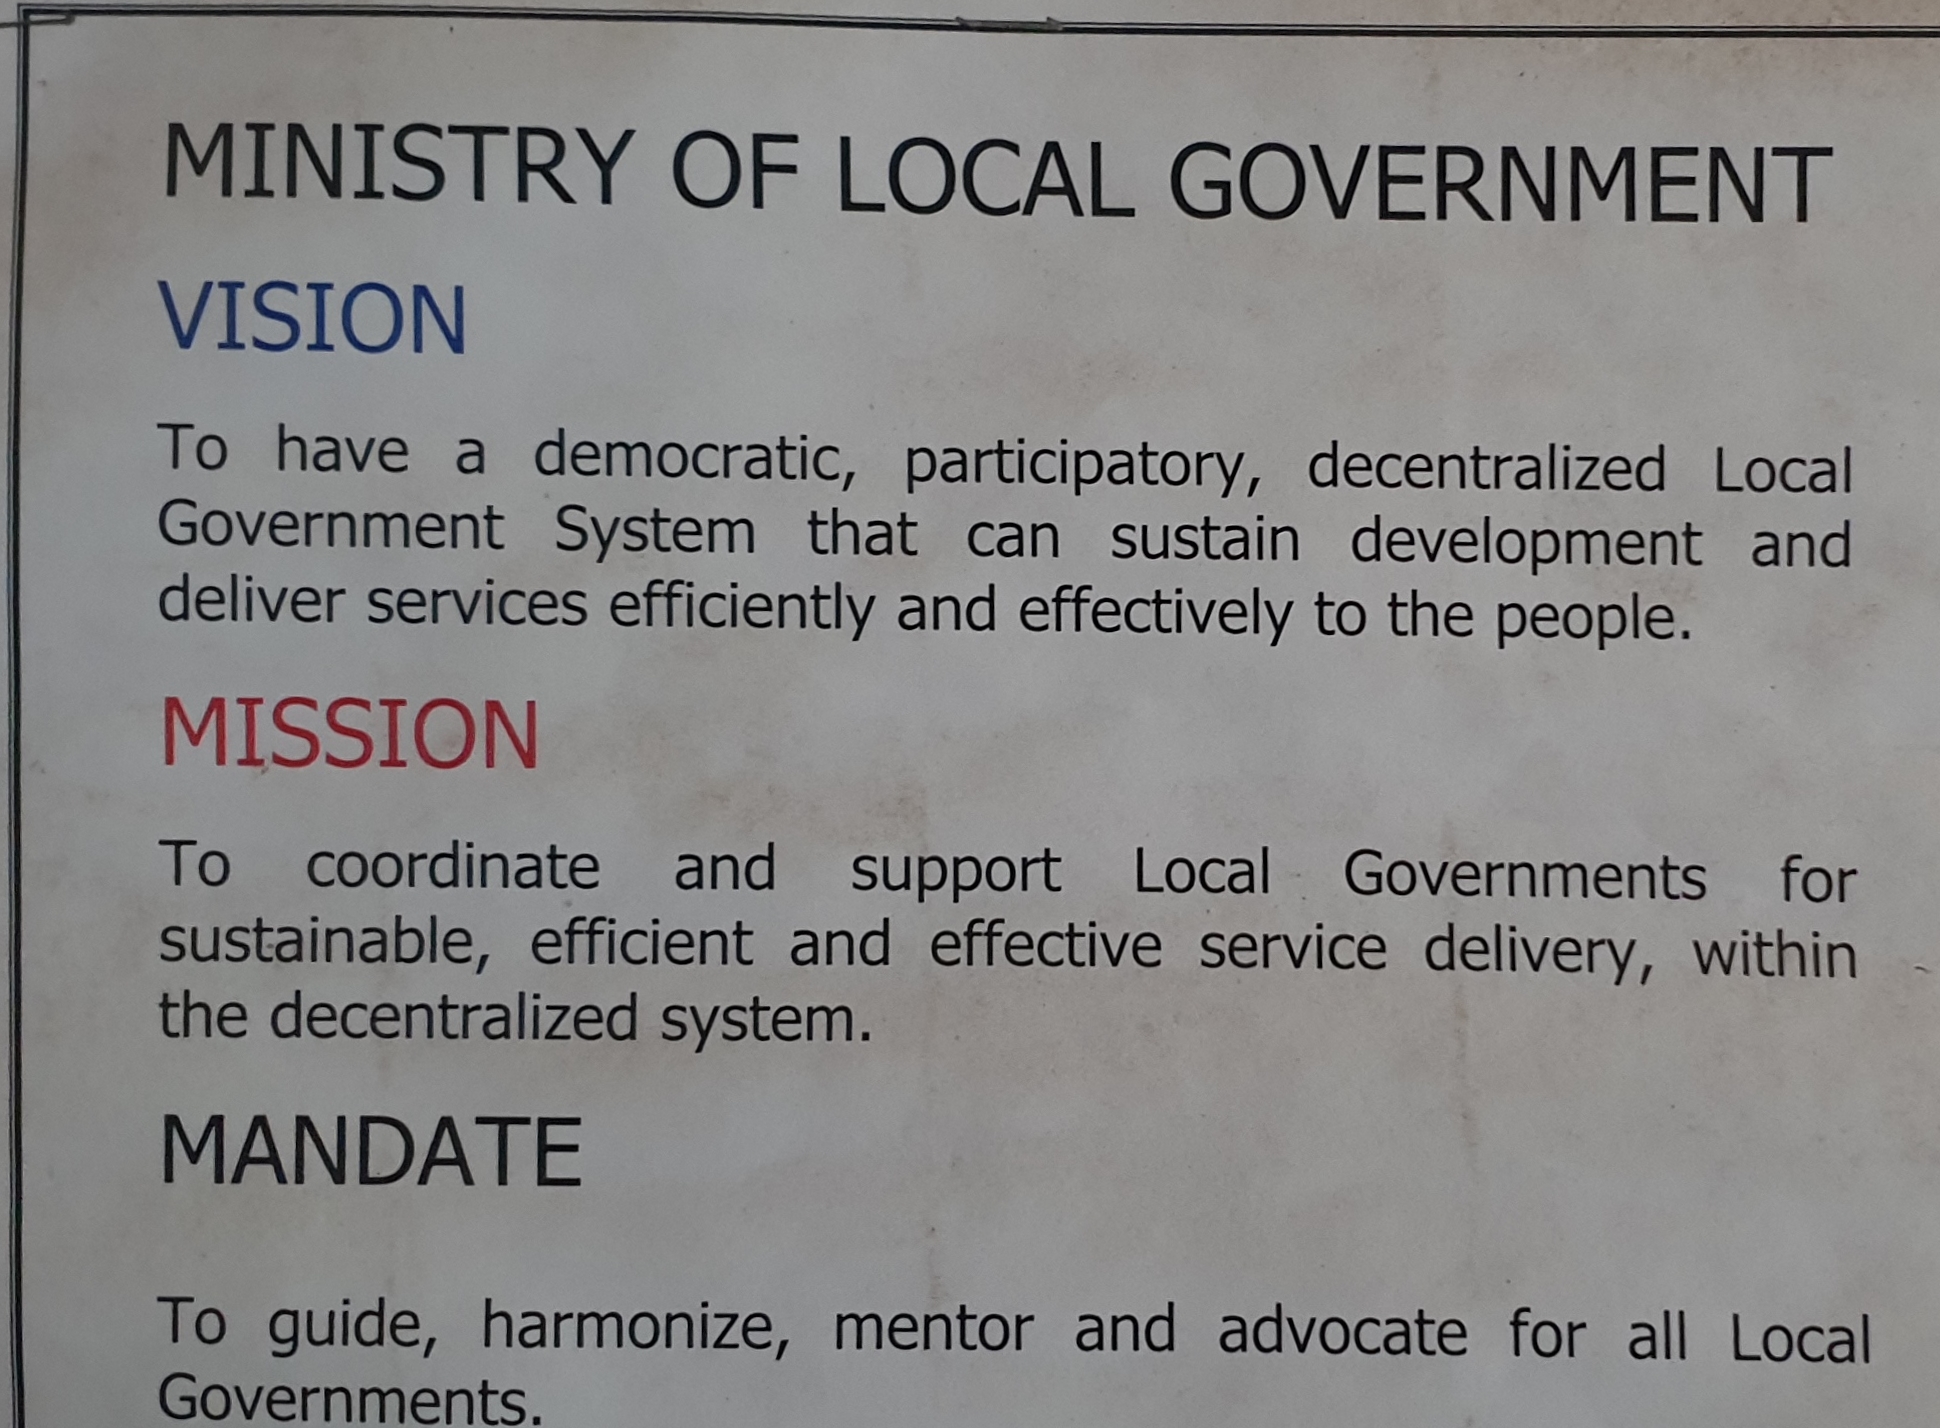 MINISTRY OF LOCAL GOVERNMENT
VISION
To have a democratic, participatory, decentralized Local
Government System that can sustain development and
deliver services efficiently and effectively to the people.
MISSION
To coordinate and support Local Governments for
sustainable, efficient and effective service delivery, within
the decentralized system.
MANDATE
To guide, harmonize, mentor and advocate for all Local
Governments.